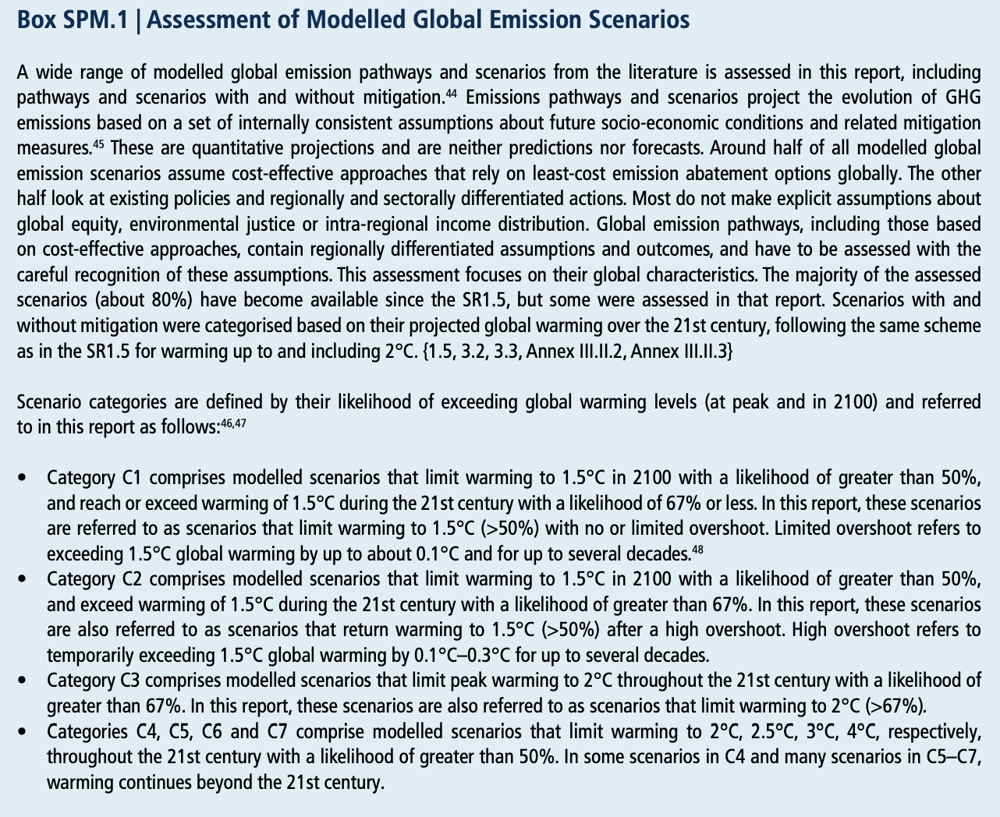 Box SPM.1 | Assessment of Modelled Global Emission Scenarios
A wide range of modelled global emission pathways and scenarios from the literature is assessed in this report, including
pathways and scenarios with and without mitigation.44 Emissions pathways and scenarios project the evolution of GHG
emissions based on a set of internally consistent assumptions about future socio-economic conditions and related mitigation
measures.45 These are quantitative projections and are neither predictions nor forecasts. Around half of all modelled global
emission scenarios assume cost-effective approaches that rely on least-cost emission abatement options globally. The other
half look at existing policies and regionally and sectorally differentiated actions. Most do not make explicit assumptions about
global equity, environmental justice or intra-regional income distribution. Global emission pathways, including those based
on cost-effective approaches, contain regionally differentiated assumptions and outcomes, and have to be assessed with the
careful recognition of these assumptions. This assessment focuses on their global characteristics. The majority of the assessed
scenarios (about 80%) have become available since the SR1.5, but some were assessed in that report. Scenarios with and
without mitigation were categorised based on their projected global warming over the 21st century, following the same scheme
as in the SR1.5 for warming up to and including 2°C. {1.5, 3.2, 3.3, Annex III.II.2, Annex III.II.3}
Scenario categories are defined by their likelihood of exceeding global warming levels (at peak and in 2100) and referred
to in this report as follows:46,47
• Category C1 comprises modelled scenarios that limit warming to 1.5°C in 2100 with a likelihood of greater than 50%,
and reach or exceed warming of 1.5°C during the 21st century with a likelihood of 67% or less. In this report, these scenarios
are referred to as scenarios that limit warming to 1.5°C (>50%) with no or limited overshoot. Limited overshoot refers to
exceeding 1.5°C global warming by up to about 0.1°C and for up to several decades.48
• Category C2 comprises modelled scenarios that limit warming to 1.5°C in 2100 with a likelihood of greater than 50%,
and exceed warming of 1.5°C during the 21st century with a likelihood of greater than 67%. In this report, these scenarios
are also referred to as scenarios that return warming to 1.5°C (>50%) after a high overshoot. High overshoot refers to
temporarily exceeding 1.5°C global warming by 0.1°C–0.3°C for up to several decades.
• Category C3 comprises modelled scenarios that limit peak warming to 2°C throughout the 21st century with a likelihood of
greater than 67%. In this report, these scenarios are also referred to as scenarios that limit warming to 2°C (>67%).
• Categories C4, C5, C6 and C7 comprise modelled scenarios that limit warming to 2°C, 2.5°C, 3°C, 4°C, respectively,
throughout the 21st century with a likelihood of greater than 50%. In some scenarios in C4 and many scenarios in C5–C7,
warming continues beyond the 21st century.